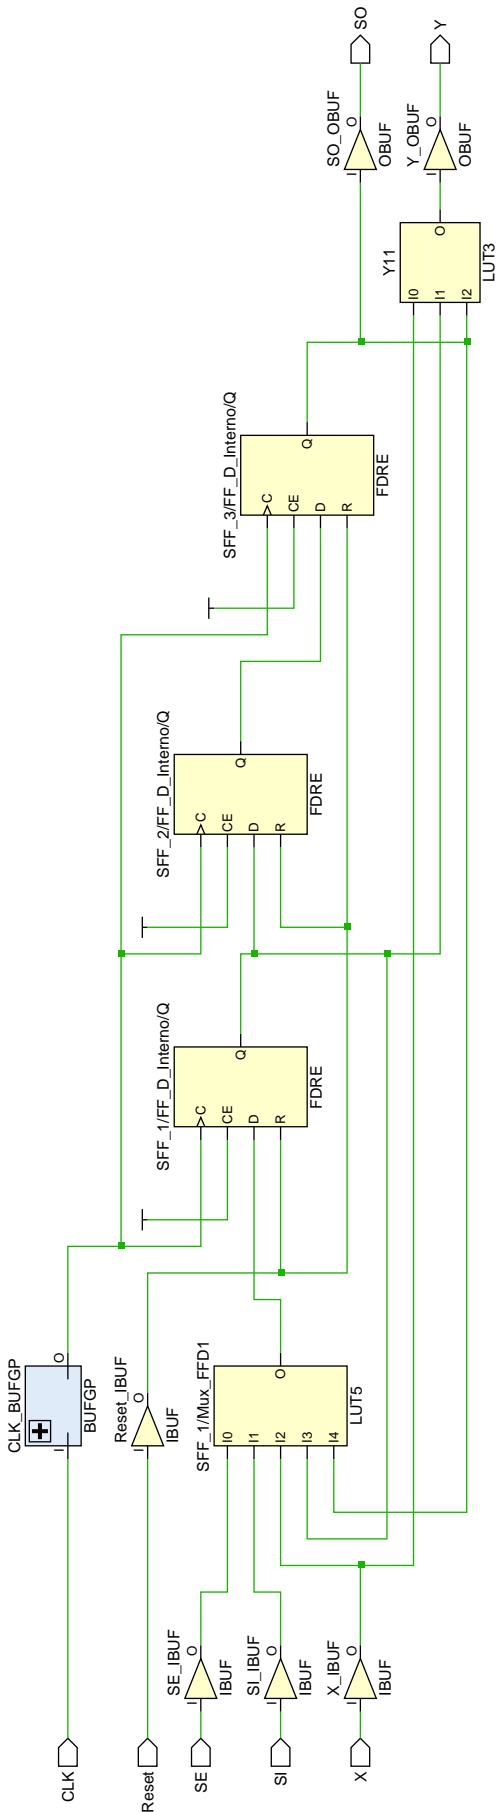 CLK
Reset
SE
SI
X
CLK_BUFGP
I
O
BUFGP
Reset_IBUF
I
O
IBUF
SE_IBUF
I
O
IBUF
SI_IBUF
I
O
IBUF
X_IBUF
I
O
IBUF
SFF_1/Mux_FFD1
I0
I1
I2
I3
I4
O
LUT5
SFF_1/FF_D_Interno/Q
C
CE
D
R
Q
FDRE
SFF_2/FF_D_Interno/Q
C
CE
D
R
Q
FDRE
SFF_3/FF_D_Interno/Q
C
CE
D
R
Q
FDRE
Y11
I0
I1
I2
O
LUT3
SO_OBUF
I
O
OBUF
Y_OBUF
I
O
OBUF
SO
Y